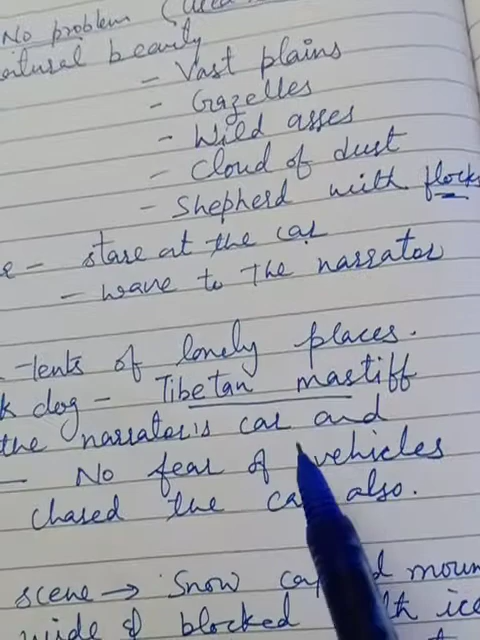 No problem
natural beauty
- Vast plains
- Gazelles
- Wild asses
- Cloud of dust
- Shepherd with flocks
e - stare at the car
- wave to the narrator
- tents of lonely places.
k dog - Tibetan mastiff
the narrator's car and
- No fear of vehicles
chased the car also.
scene → Snow capped moun
wide & blocked with ice